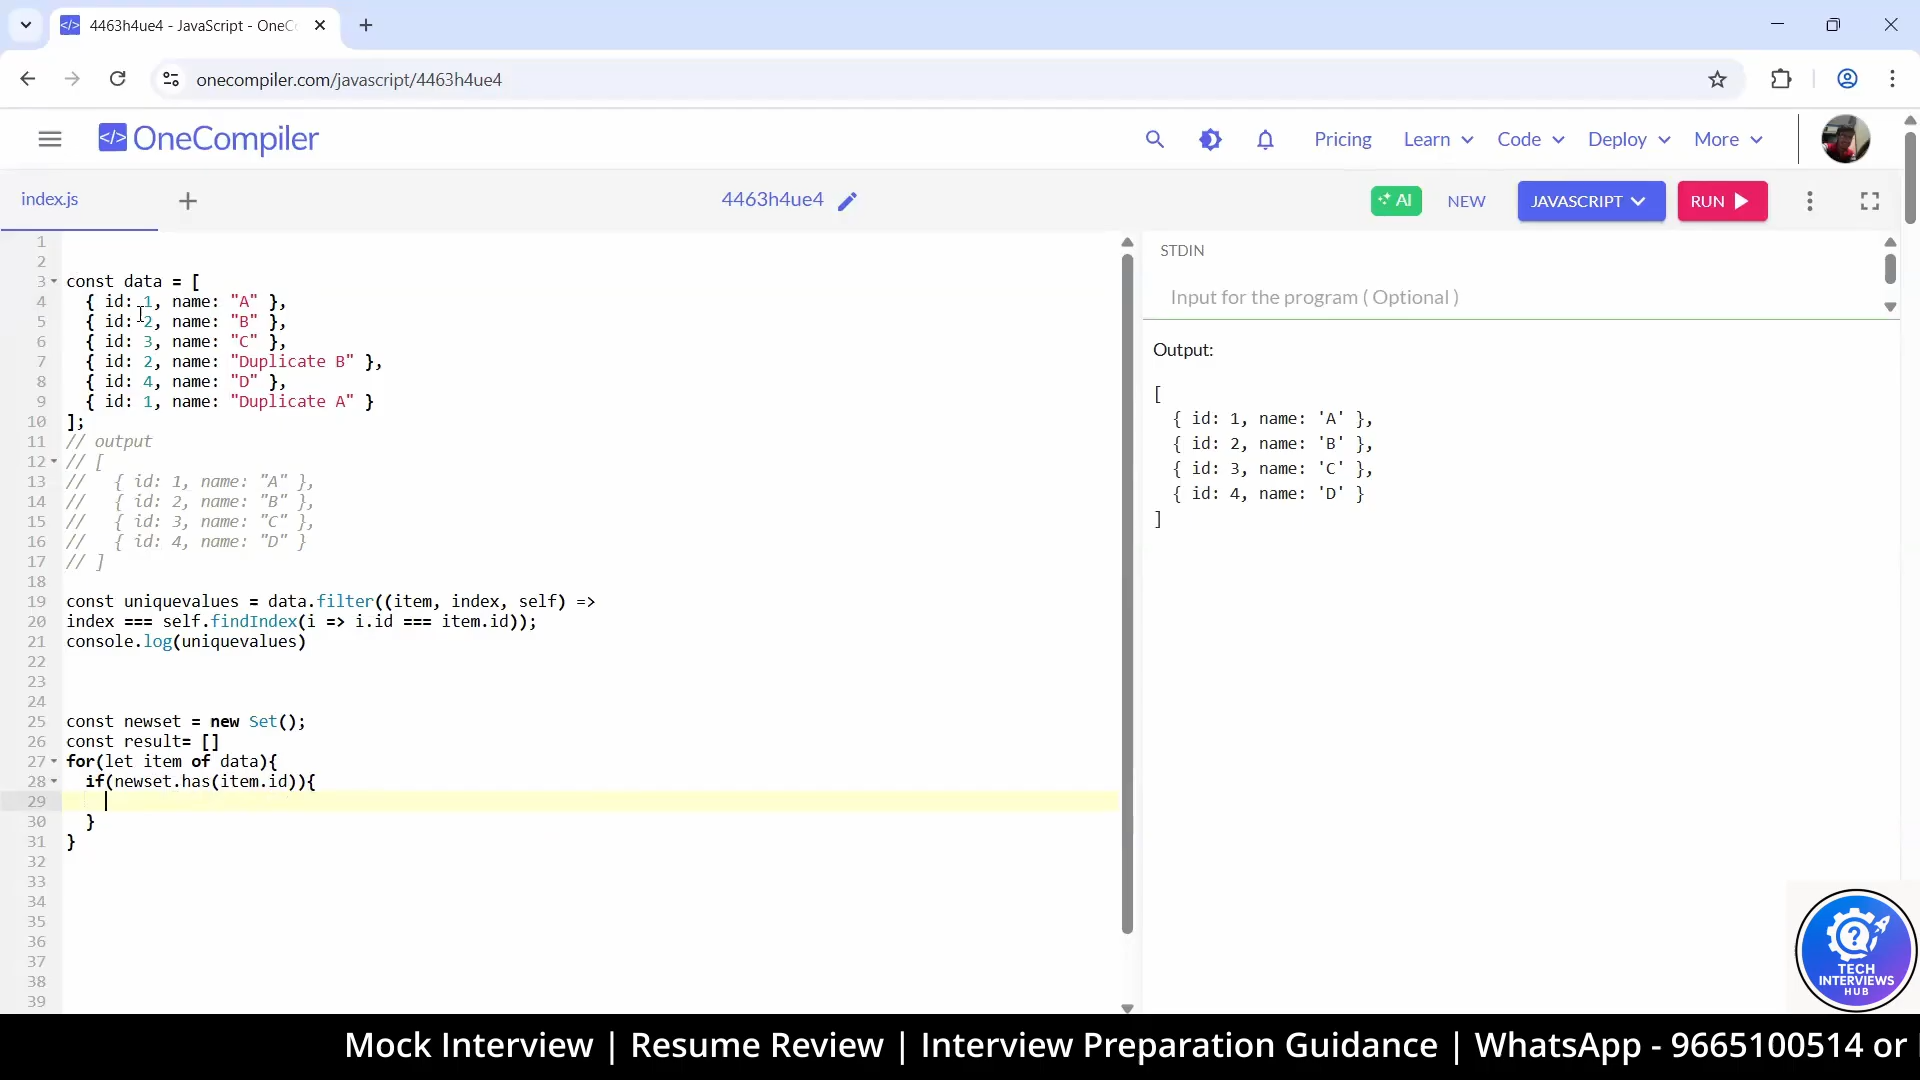 4463h4ue4 - JavaScript - OneC
onecompiler.com/javascript/4463h4ue4
</> OneCompiler
Pricing Learn Code Deploy More
index.js
4463h4ue4
AI NEW JAVASCRIPT RUN
1
2
3 const data = [
4   { id: 1, name: "A" },
5   { id: 2, name: "B" },
6   { id: 3, name: "C" },
7   { id: 2, name: "Duplicate B" },
8   { id: 4, name: "D" },
9   { id: 1, name: "Duplicate A" }
10 ];
11 // output
12 // [
13 //   { id: 1, name: "A" },
14 //   { id: 2, name: "B" },
15 //   { id: 3, name: "C" },
16 //   { id: 4, name: "D" }
17 // ]
18
19 const uniquevalues = data.filter((item, index, self) =>
20 index === self.findIndex(i => i.id === item.id));
21 console.log(uniquevalues)
22
23
24
25 const newset = new Set();
26 const result= []
27 for(let item of data){
28   if(newset.has(item.id)){
29
30   }
31 }
32
33
34
35
36
37
38
39
STDIN
Input for the program ( Optional )
Output:
[
  { id: 1, name: 'A' },
  { id: 2, name: 'B' },
  { id: 3, name: 'C' },
  { id: 4, name: 'D' }
]
?
TECH
INTERVIEWS
HUB
Mock Interview | Resume Review | Interview Preparation Guidance | WhatsApp - 9665100514 or